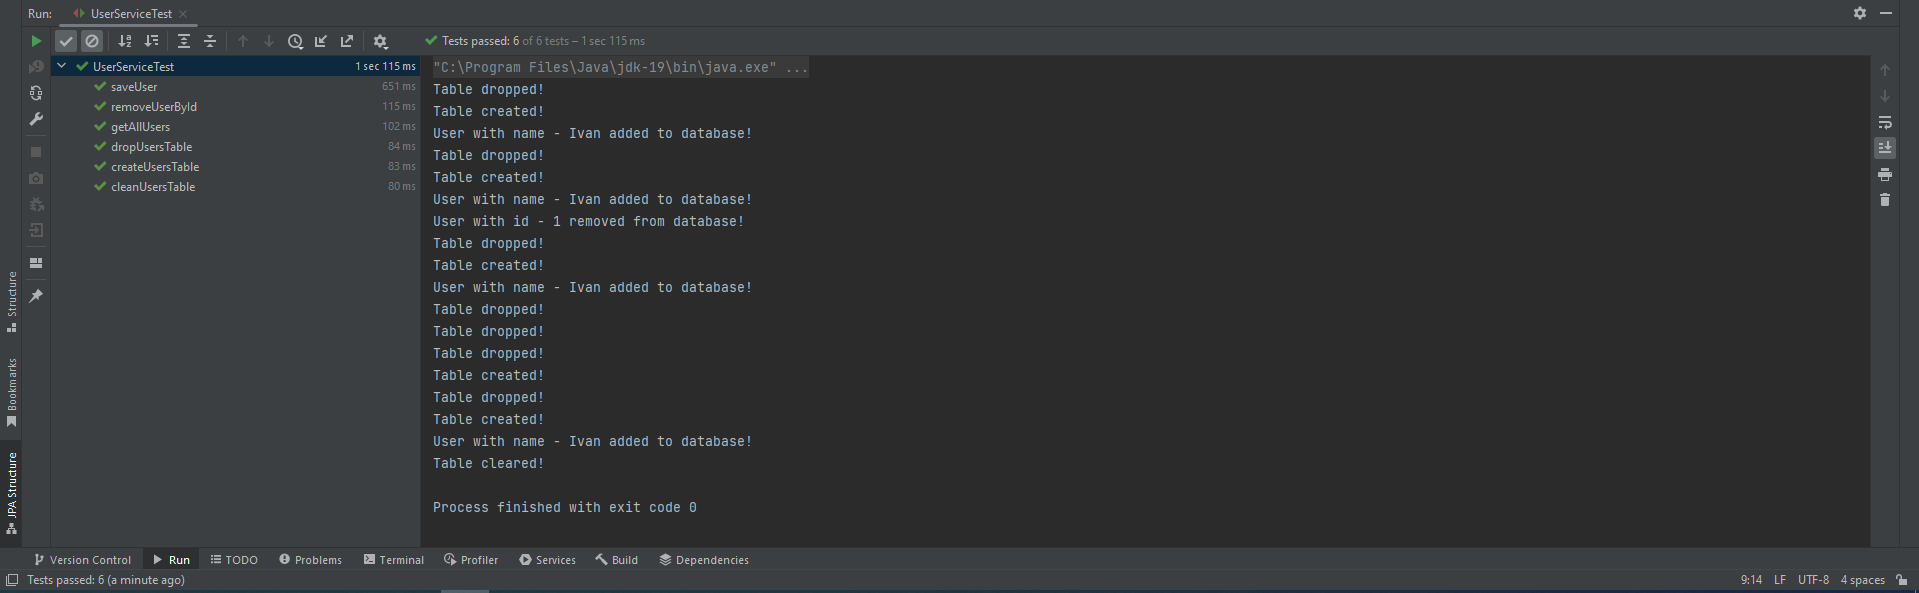 Run: UserServiceTest
Tests passed: 6 of 6 tests – 1 sec 115 ms
UserServiceTest 1 sec 115 ms
saveUser 651 ms
removeUserById 115 ms
getAllUsers 102 ms
dropUsersTable 84 ms
createUsersTable 83 ms
cleanUsersTable 80 ms
"C:\Program Files\Java\jdk-19\bin\java.exe" ...
Table dropped!
Table created!
User with name - Ivan added to database!
Table dropped!
Table created!
User with name - Ivan added to database!
User with id - 1 removed from database!
Table dropped!
Table created!
User with name - Ivan added to database!
Table dropped!
Table dropped!
Table dropped!
Table created!
Table dropped!
Table created!
User with name - Ivan added to database!
Table cleared!
Process finished with exit code 0
Structure
Bookmarks
JPA Structure
Version Control Run TODO Problems Terminal Profiler Services Build Dependencies
Tests passed: 6 (a minute ago) 9:14 LF UTF-8 4 spaces